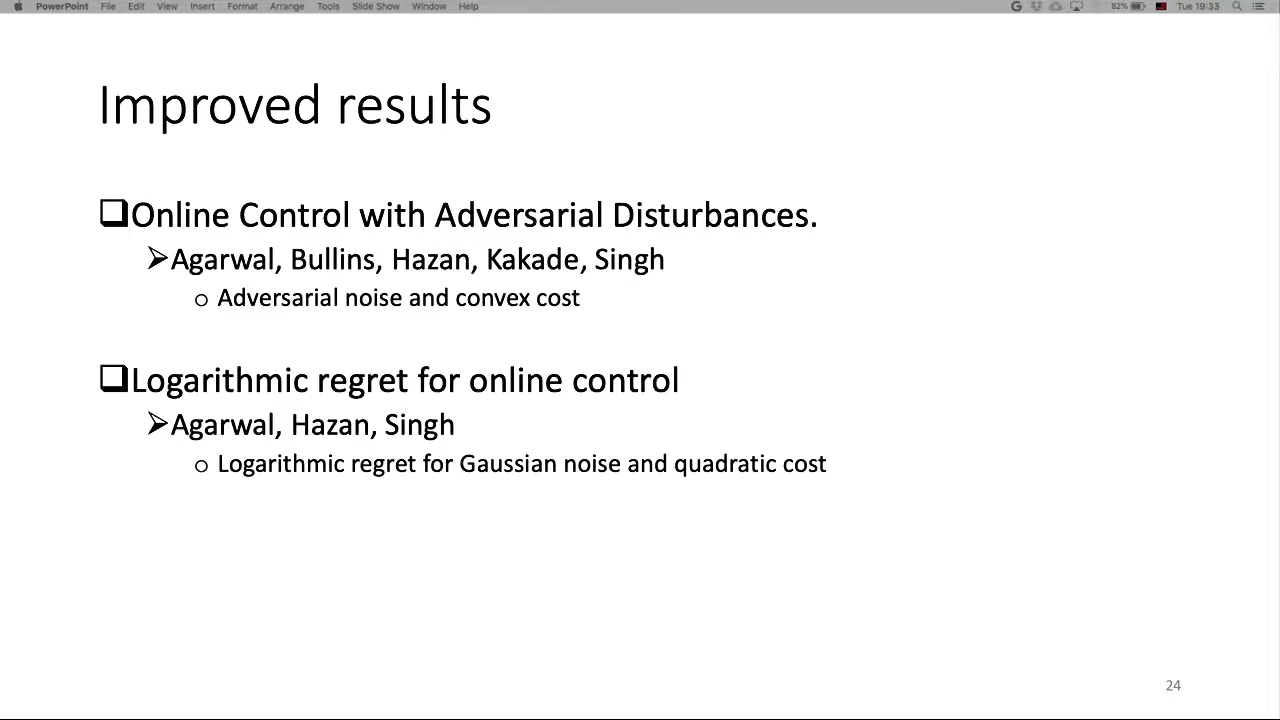 PowerPoint File Edit View Insert Format Arrange Tools Slide Show Window Help 82% Tue 19:33
Improved results
Online Control with Adversarial Disturbances.
Agarwal, Bullins, Hazan, Kakade, Singh
Adversarial noise and convex cost
Logarithmic regret for online control
Agarwal, Hazan, Singh
Logarithmic regret for Gaussian noise and quadratic cost
24